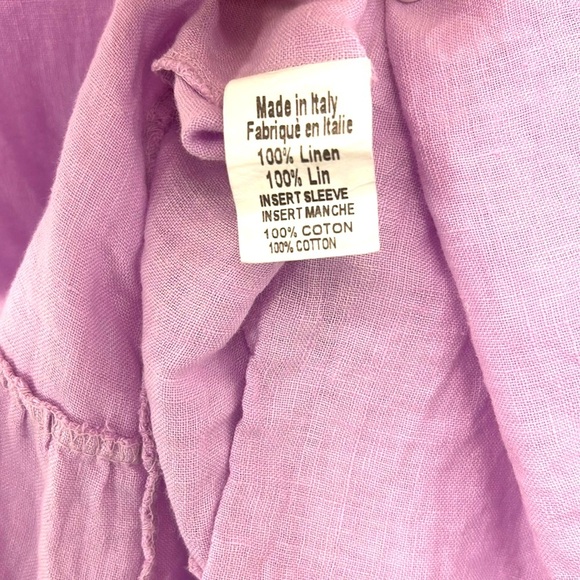 Made in Italy
Fabriquè en Italie
100% Linen
100% Lin
INSERT SLEEVE
INSERT MANCHE
100% COTON
100% COTTON